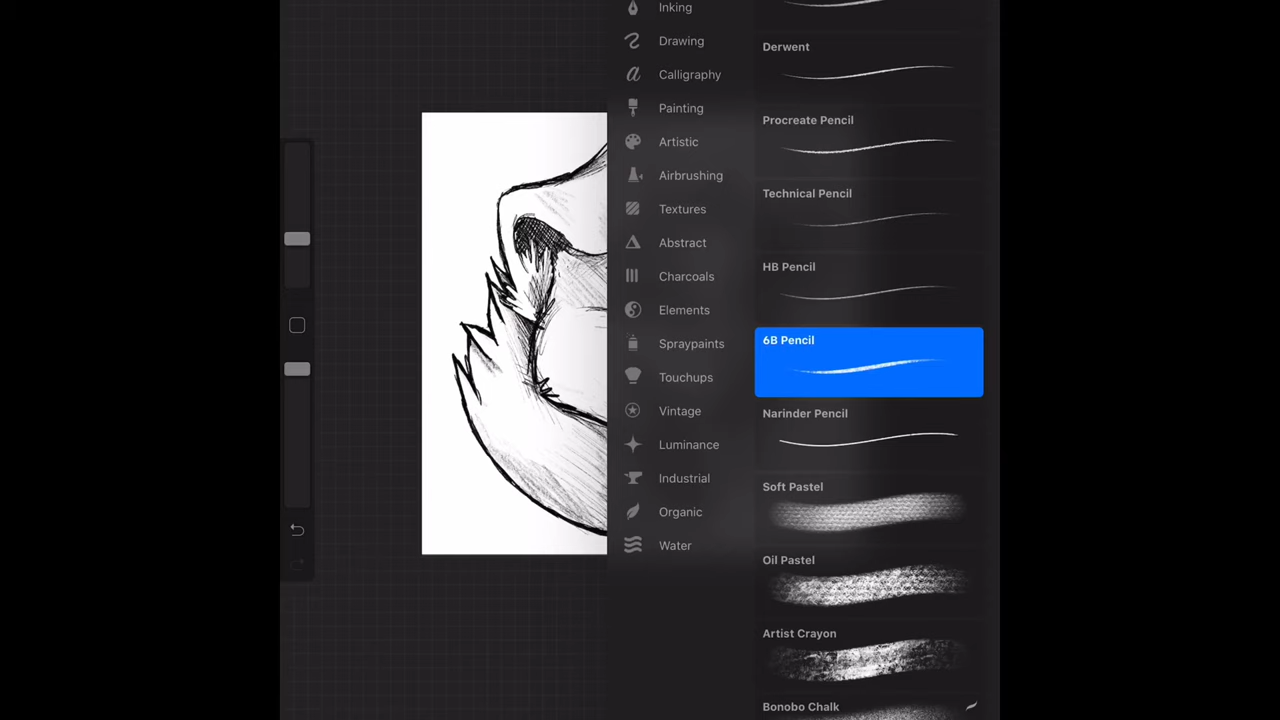 Inking
Drawing
Calligraphy
Painting
Artistic
Airbrushing
Textures
Abstract
Charcoals
Elements
Spraypaints
Touchups
Vintage
Luminance
Industrial
Organic
Water
Derwent
Procreate Pencil
Technical Pencil
HB Pencil
6B Pencil
Narinder Pencil
Soft Pastel
Oil Pastel
Artist Crayon
Bonobo Chalk